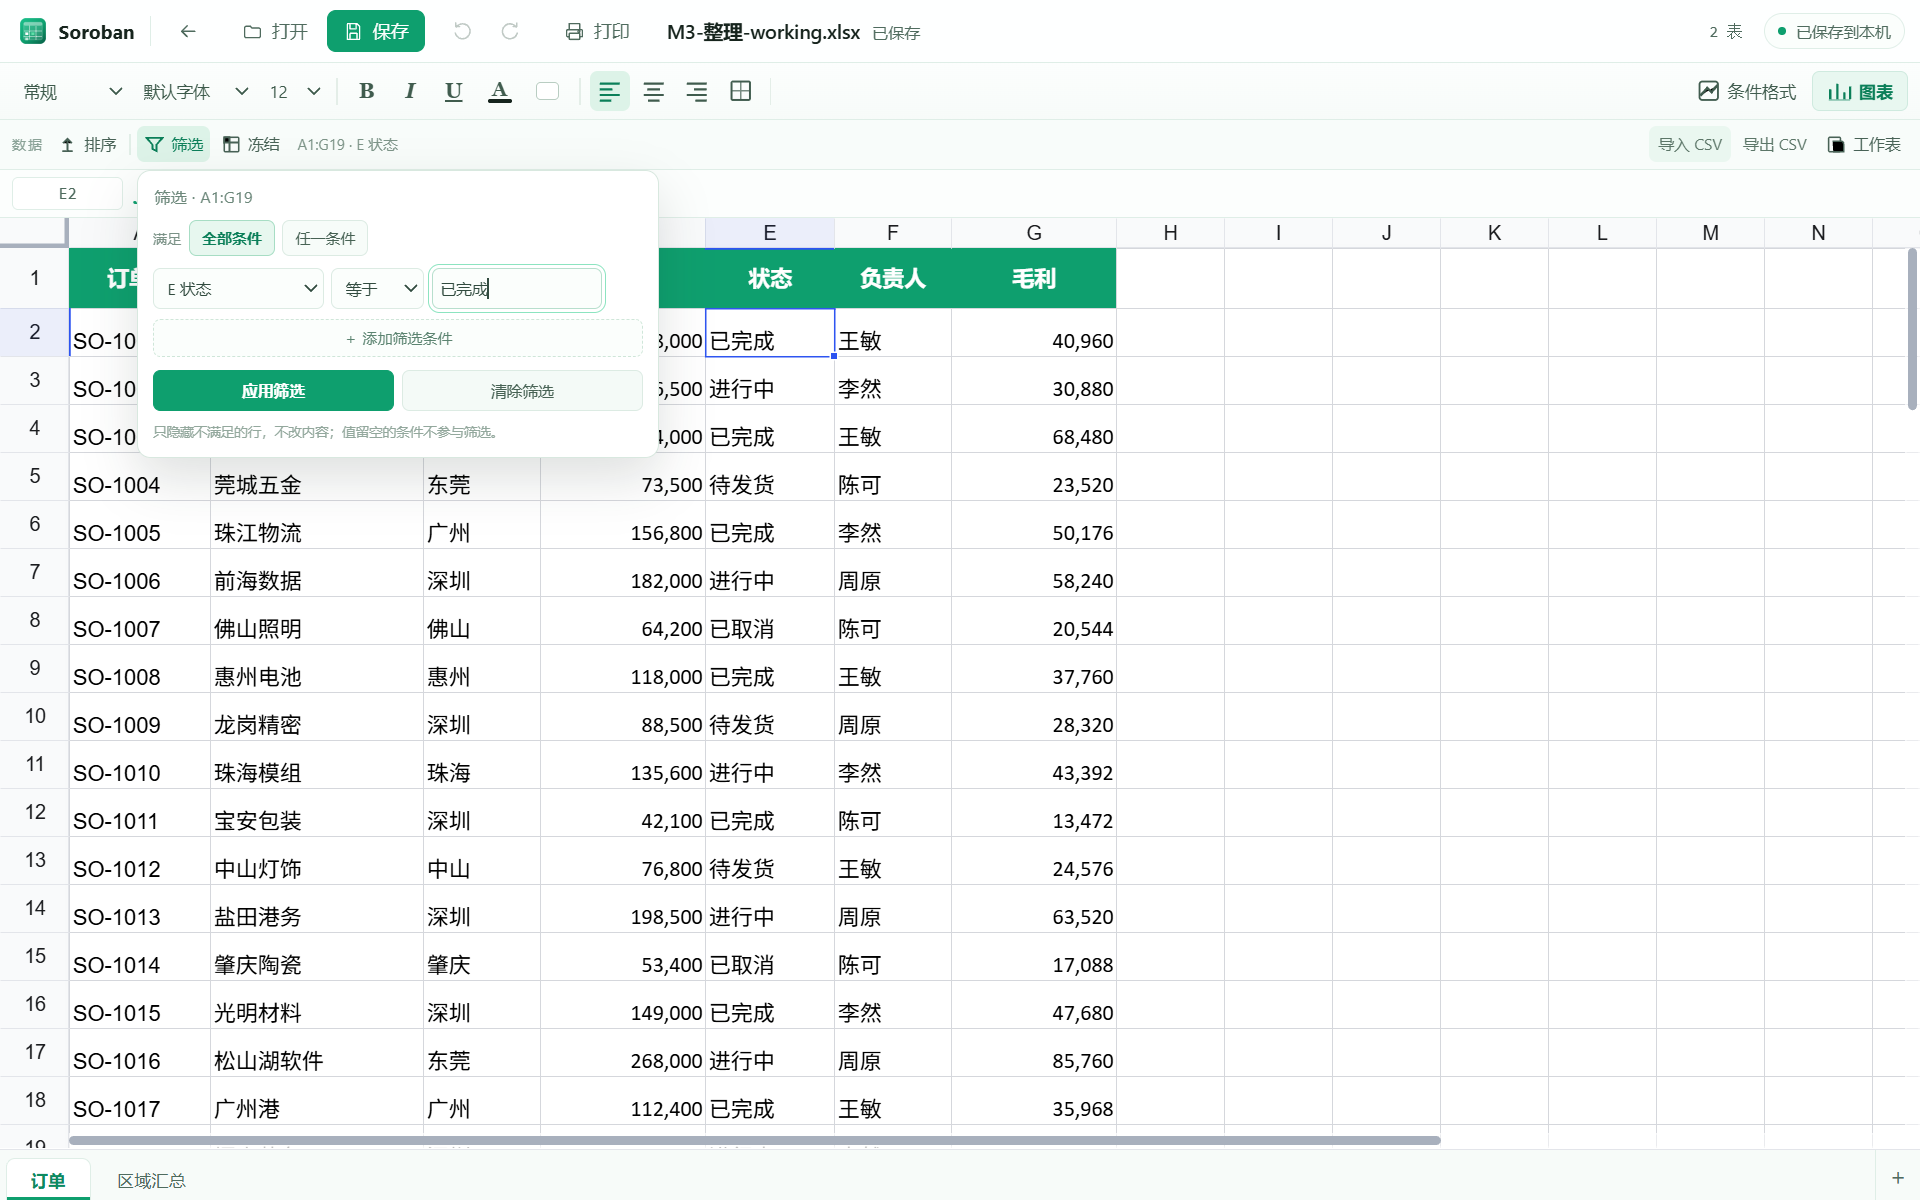 Soroban
打开
保存
打印
M3-整理-working.xlsx 已保存
2 表
已保存到本机
常规
默认字体
12
B I U A
条件格式
图表
数据
排序
筛选
冻结
A1:G19 · E 状态
导入 CSV
导出 CSV
工作表
E2
筛选 · A1:G19
满足 全部条件 任一条件
E 状态 等于 已完成
+ 添加筛选条件
应用筛选 清除筛选
只隐藏不满足的行，不改内容；值留空的条件不参与筛选。
E F G H I J K L M N
1 状态 负责人 毛利
2 已完成 王敏 40,960
3 进行中 李然 30,880
4 已完成 王敏 68,480
5 SO-1004 莞城五金 东莞 73,500 待发货 陈可 23,520
6 SO-1005 珠江物流 广州 156,800 已完成 李然 50,176
7 SO-1006 前海数据 深圳 182,000 进行中 周原 58,240
8 SO-1007 佛山照明 佛山 64,200 已取消 陈可 20,544
9 SO-1008 惠州电池 惠州 118,000 已完成 王敏 37,760
10 SO-1009 龙岗精密 深圳 88,500 待发货 周原 28,320
11 SO-1010 珠海模组 珠海 135,600 进行中 李然 43,392
12 SO-1011 宝安包装 深圳 42,100 已完成 陈可 13,472
13 SO-1012 中山灯饰 中山 76,800 待发货 王敏 24,576
14 SO-1013 盐田港务 深圳 198,500 进行中 周原 63,520
15 SO-1014 肇庆陶瓷 肇庆 53,400 已取消 陈可 17,088
16 SO-1015 光明材料 深圳 149,000 已完成 李然 47,680
17 SO-1016 松山湖软件 东莞 268,000 进行中 周原 85,760
18 SO-1017 广州港 广州 112,400 已完成 王敏 35,968
19
订单
区域汇总